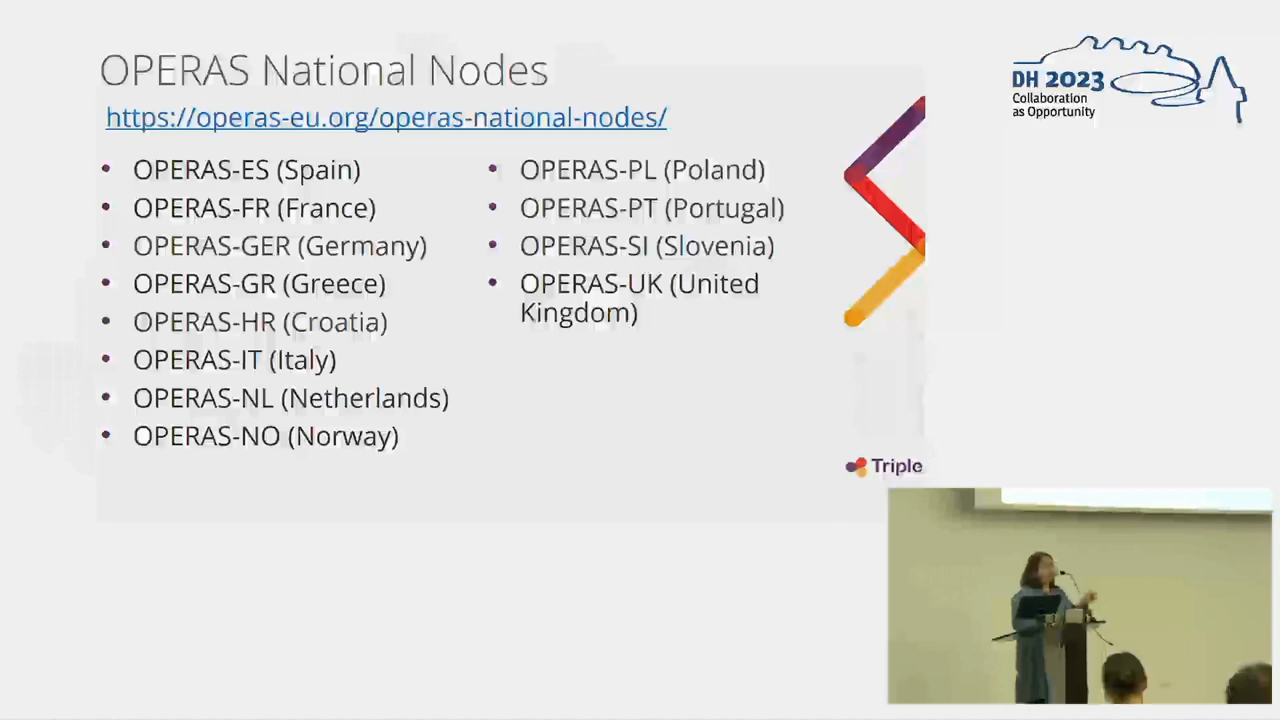 OPERAS National Nodes
https://operas-eu.org/operas-national-nodes/
• OPERAS-ES (Spain)
• OPERAS-FR (France)
• OPERAS-GER (Germany)
• OPERAS-GR (Greece)
• OPERAS-HR (Croatia)
• OPERAS-IT (Italy)
• OPERAS-NL (Netherlands)
• OPERAS-NO (Norway)
• OPERAS-PL (Poland)
• OPERAS-PT (Portugal)
• OPERAS-SI (Slovenia)
• OPERAS-UK (United
Kingdom)
Triple
DH 2023
Collaboration
as Opportunity